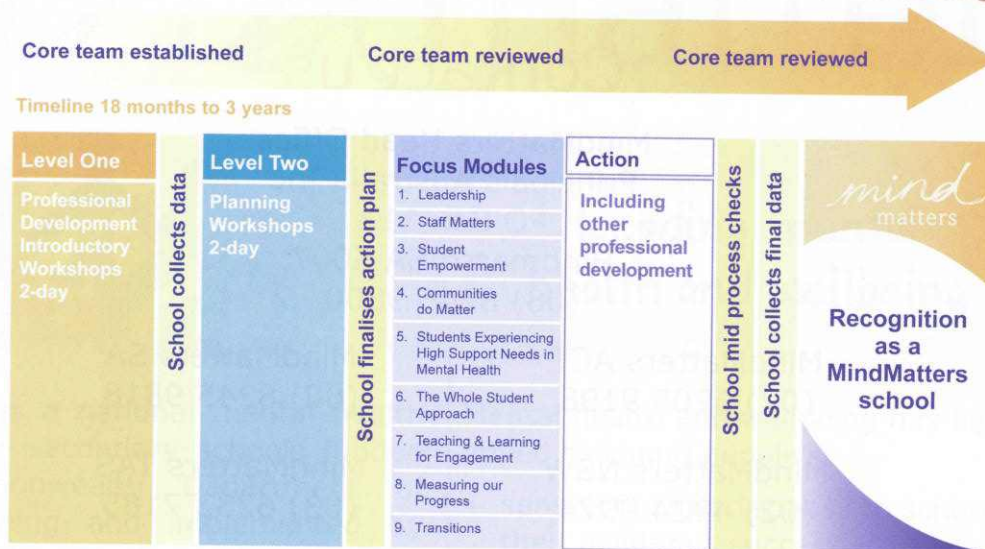 Core team established
Core team reviewed
Core team reviewed
Timeline 18 months to 3 years
Level One
Professional
Development
Introductory
Workshops
2-day
School collects data
Level Two
Planning
Workshops
2-day
School finalises action plan
Focus Modules
1. Leadership
2. Staff Matters
3. Student
Empowerment
4. Communities
do Matter
5. Students Experiencing
High Support Needs in
Mental Health
6. The Whole Student
Approach
7. Teaching & Learning
for Engagement
8. Measuring our
Progress
9. Transitions
Action
Including
other
professional
development
School mid process checks
School collects final data
mind
matters
Recognition
as a
MindMatters
school